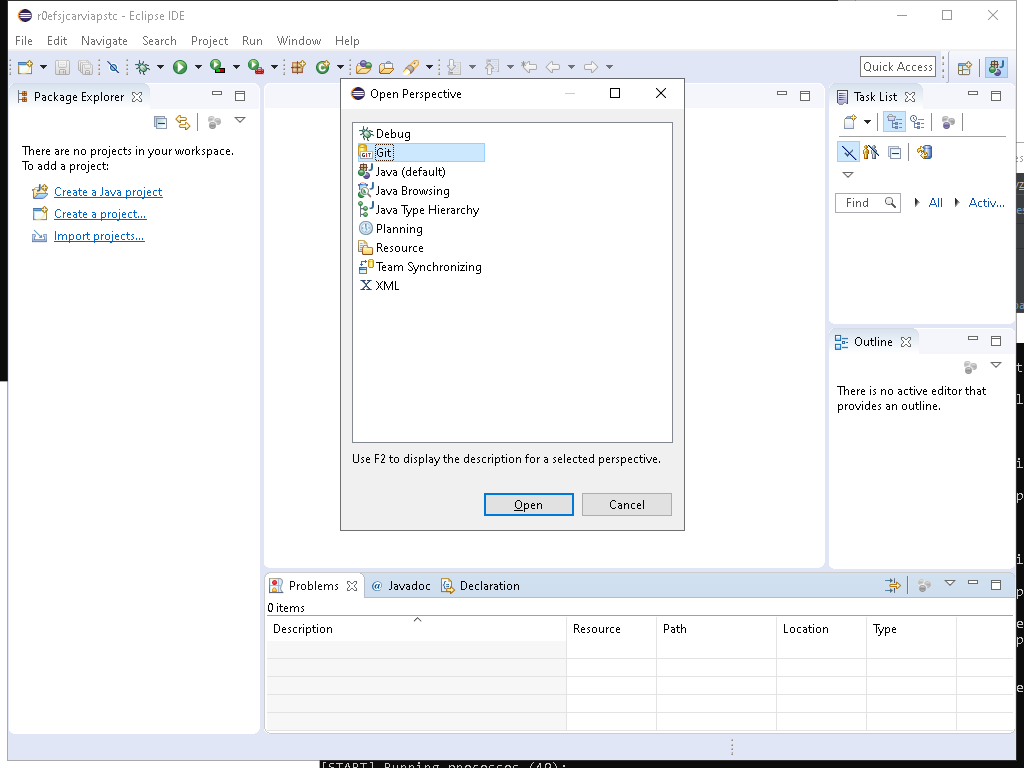 r0efsjcarviapstc - Eclipse IDE
File Edit Navigate Search Project Run Window Help
Quick Access
Package Explorer
There are no projects in your workspace.
To add a project:
Create a Java project
Create a project...
Import projects...
Open Perspective
Debug
Git
Java (default)
Java Browsing
Java Type Hierarchy
Planning
Resource
Team Synchronizing
XML
Use F2 to display the description for a selected perspective.
Open Cancel
Task List
Find All Activ...
Outline
There is no active editor that
provides an outline.
Problems @ Javadoc Declaration
0 items
Description Resource Path Location Type
[START] Running processes (49):